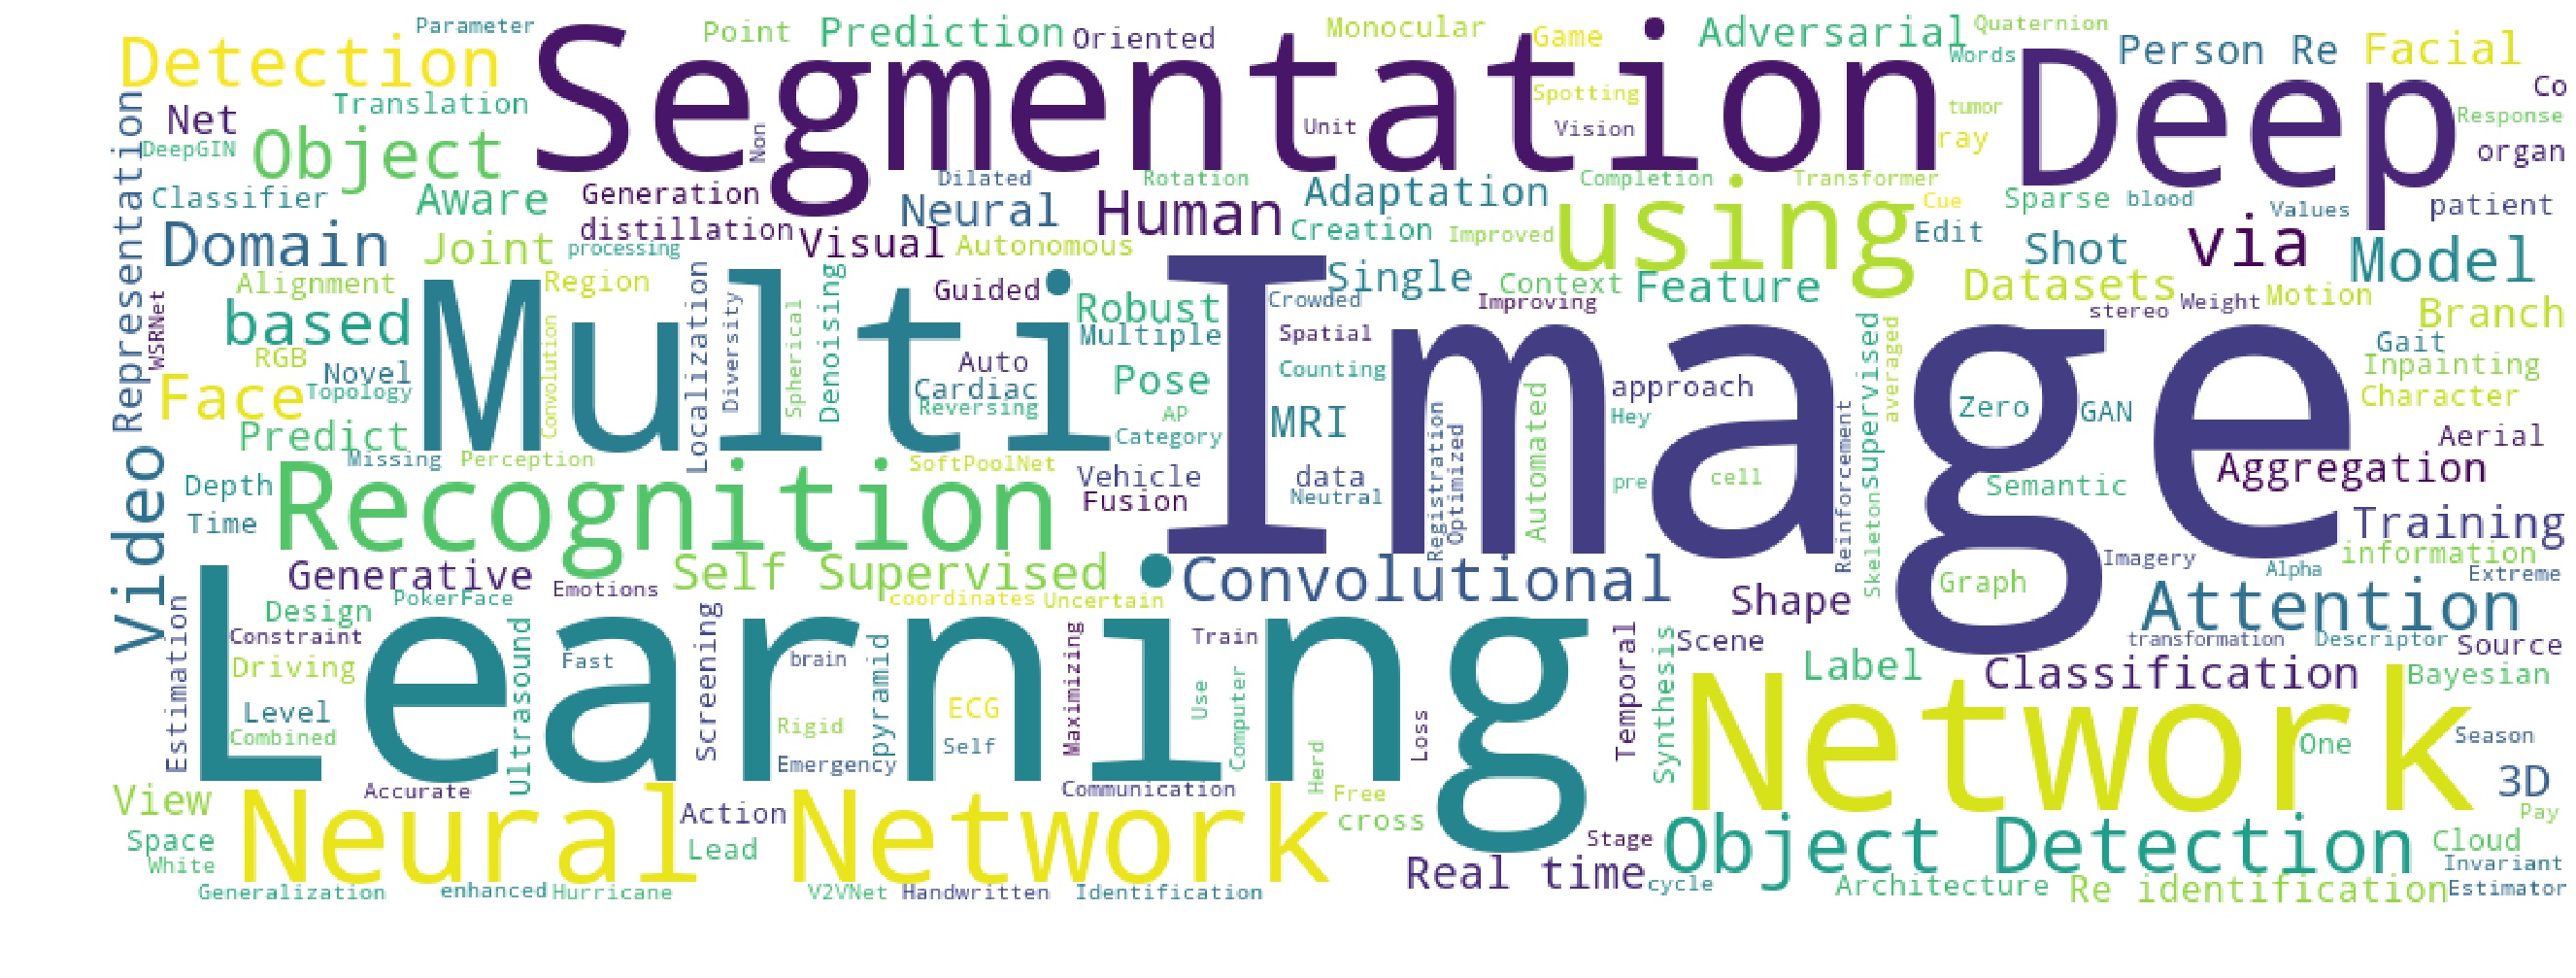 Parameter
Point
Prediction
Oriented
Monocular
Game
Adversarial
Quaternion
Detection
Segmentation
Words
Deep
Person Re
Facial
Translation
Spotting
Co
Net
Unit
Vision
tumor
Response
DeepGIN
Object
Non
ray
organ
Representation
Classifier
Aware
Generation
Dilated
Rotation
Adaptation
Completion
Transformer
Cue
Sparse
blood
Values
patient
distillation
Neural
Human
Creation
Improved
using
Edit
Domain
Joint
processing
Visual
Autonomous
Shot
via
Model
Alignment
Region
Guided
Single
Context
Feature
Datasets
Weight
Motion
stereo
Branch
WSRNet
based
Multi
Localization
Diversity
Spherical
Denoising
Robust
Multiple
Crowded
Improving
Image
Spatial
RGB
Novel
Topology
Convolution
Auto
Cardiac
Reversing
Pose
AP
Category
Counting
MRI
approach
Hey
Automated
Supervised
averaged
Zero
GAN
Gait
Inpainting
Character
Aerial
Face
Predict
Missing
Perception
SoftPoolNet
Vehicle
Fusion
data
Neutral
Registration
Optimized
pre
cell
Reinforcement
Skeleton
Semantic
Aggregation
Video
Depth
Time
Recognition
Training
information
Generative
Emotions
Self Supervised
Convolutional
Imagery
Alpha
Extreme
Graph
Design
PokerFace
coordinates
Uncertain
Shape
Attention
Estimation
Constraint
Learning
Driving
Ultrasound
Fast
Screening
brain
pyramid
Maximizing
Train
Temporal
Synthesis
Scene
transformation
Descriptor
Source
Label
Classification
Bayesian
Level
Combined
Rigid
ECG
Self
Emergency
Use
Computer
Herd
Loss
Network
One
Season
3D
Pay
View
Accurate
Communication
Free
cross
Space
White
Neural Network
Action
Lead
Stage
Real time
Object Detection
Cloud
Invariant
Generalization
enhanced
Hurricane
V2VNet
Handwritten
Identification
cycle
Architecture
Re identification
Estimator